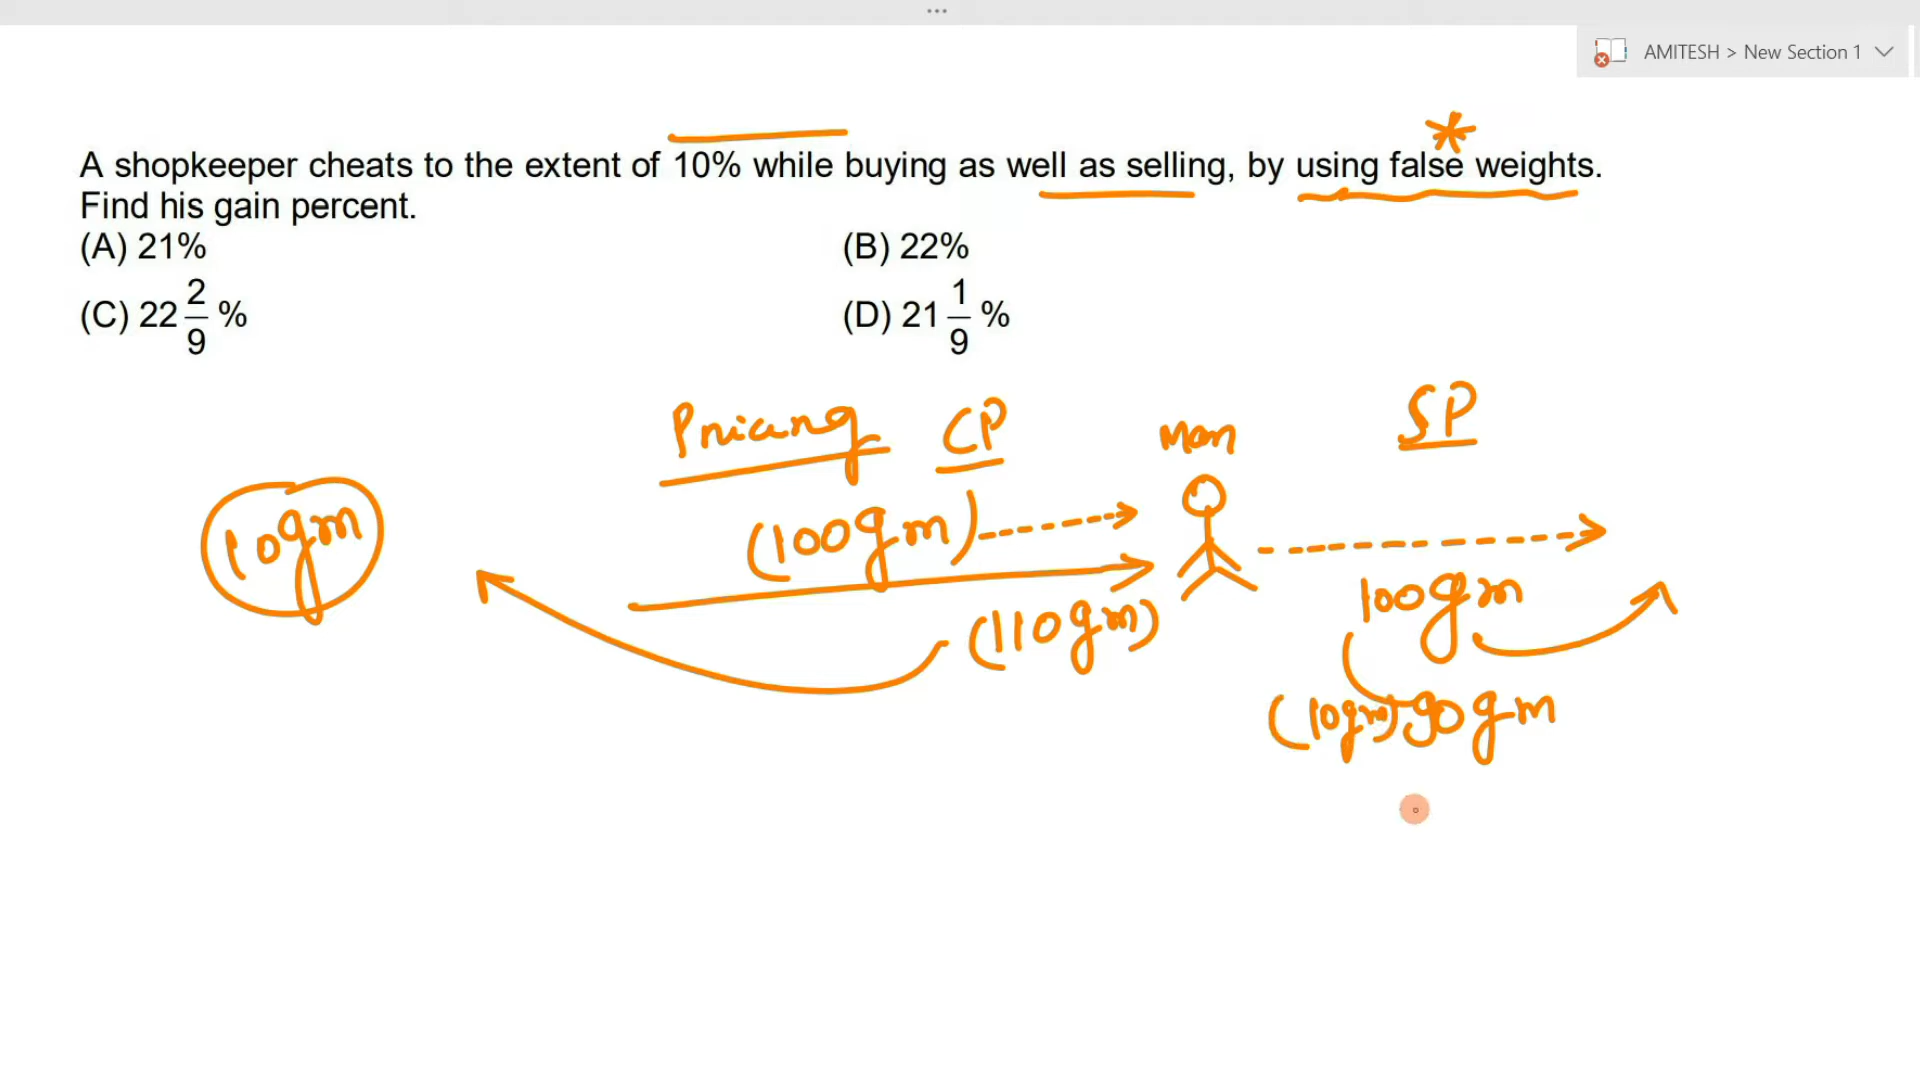 AMITESH > New Section 1
A shopkeeper cheats to the extent of 10% while buying as well as selling, by using false weights.
Find his gain percent.
(A) 21%
(B) 22%
(C) 22 2/9 %
(D) 21 1/9 %
Pricing CP
Man
SP
10gm
(100gm)
(110gm)
100gm
(10gm) 90gm